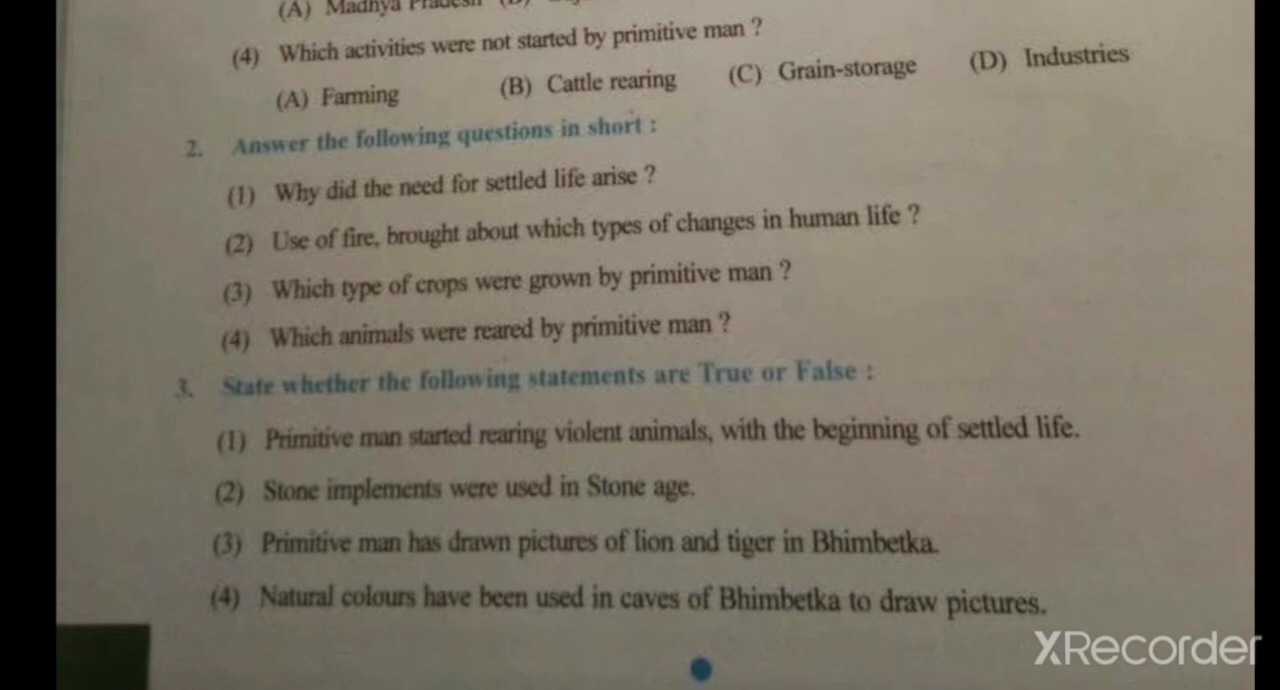 (A) Madhya Pradesh (B)
(4) Which activities were not started by primitive man ?
(A) Farming (B) Cattle rearing (C) Grain-storage (D) Industries
2. Answer the following questions in short :
(1) Why did the need for settled life arise ?
(2) Use of fire, brought about which types of changes in human life ?
(3) Which type of crops were grown by primitive man ?
(4) Which animals were reared by primitive man ?
3. State whether the following statements are True or False :
(1) Primitive man started rearing violent animals, with the beginning of settled life.
(2) Stone implements were used in Stone age.
(3) Primitive man has drawn pictures of lion and tiger in Bhimbetka.
(4) Natural colours have been used in caves of Bhimbetka to draw pictures.
XRecorder